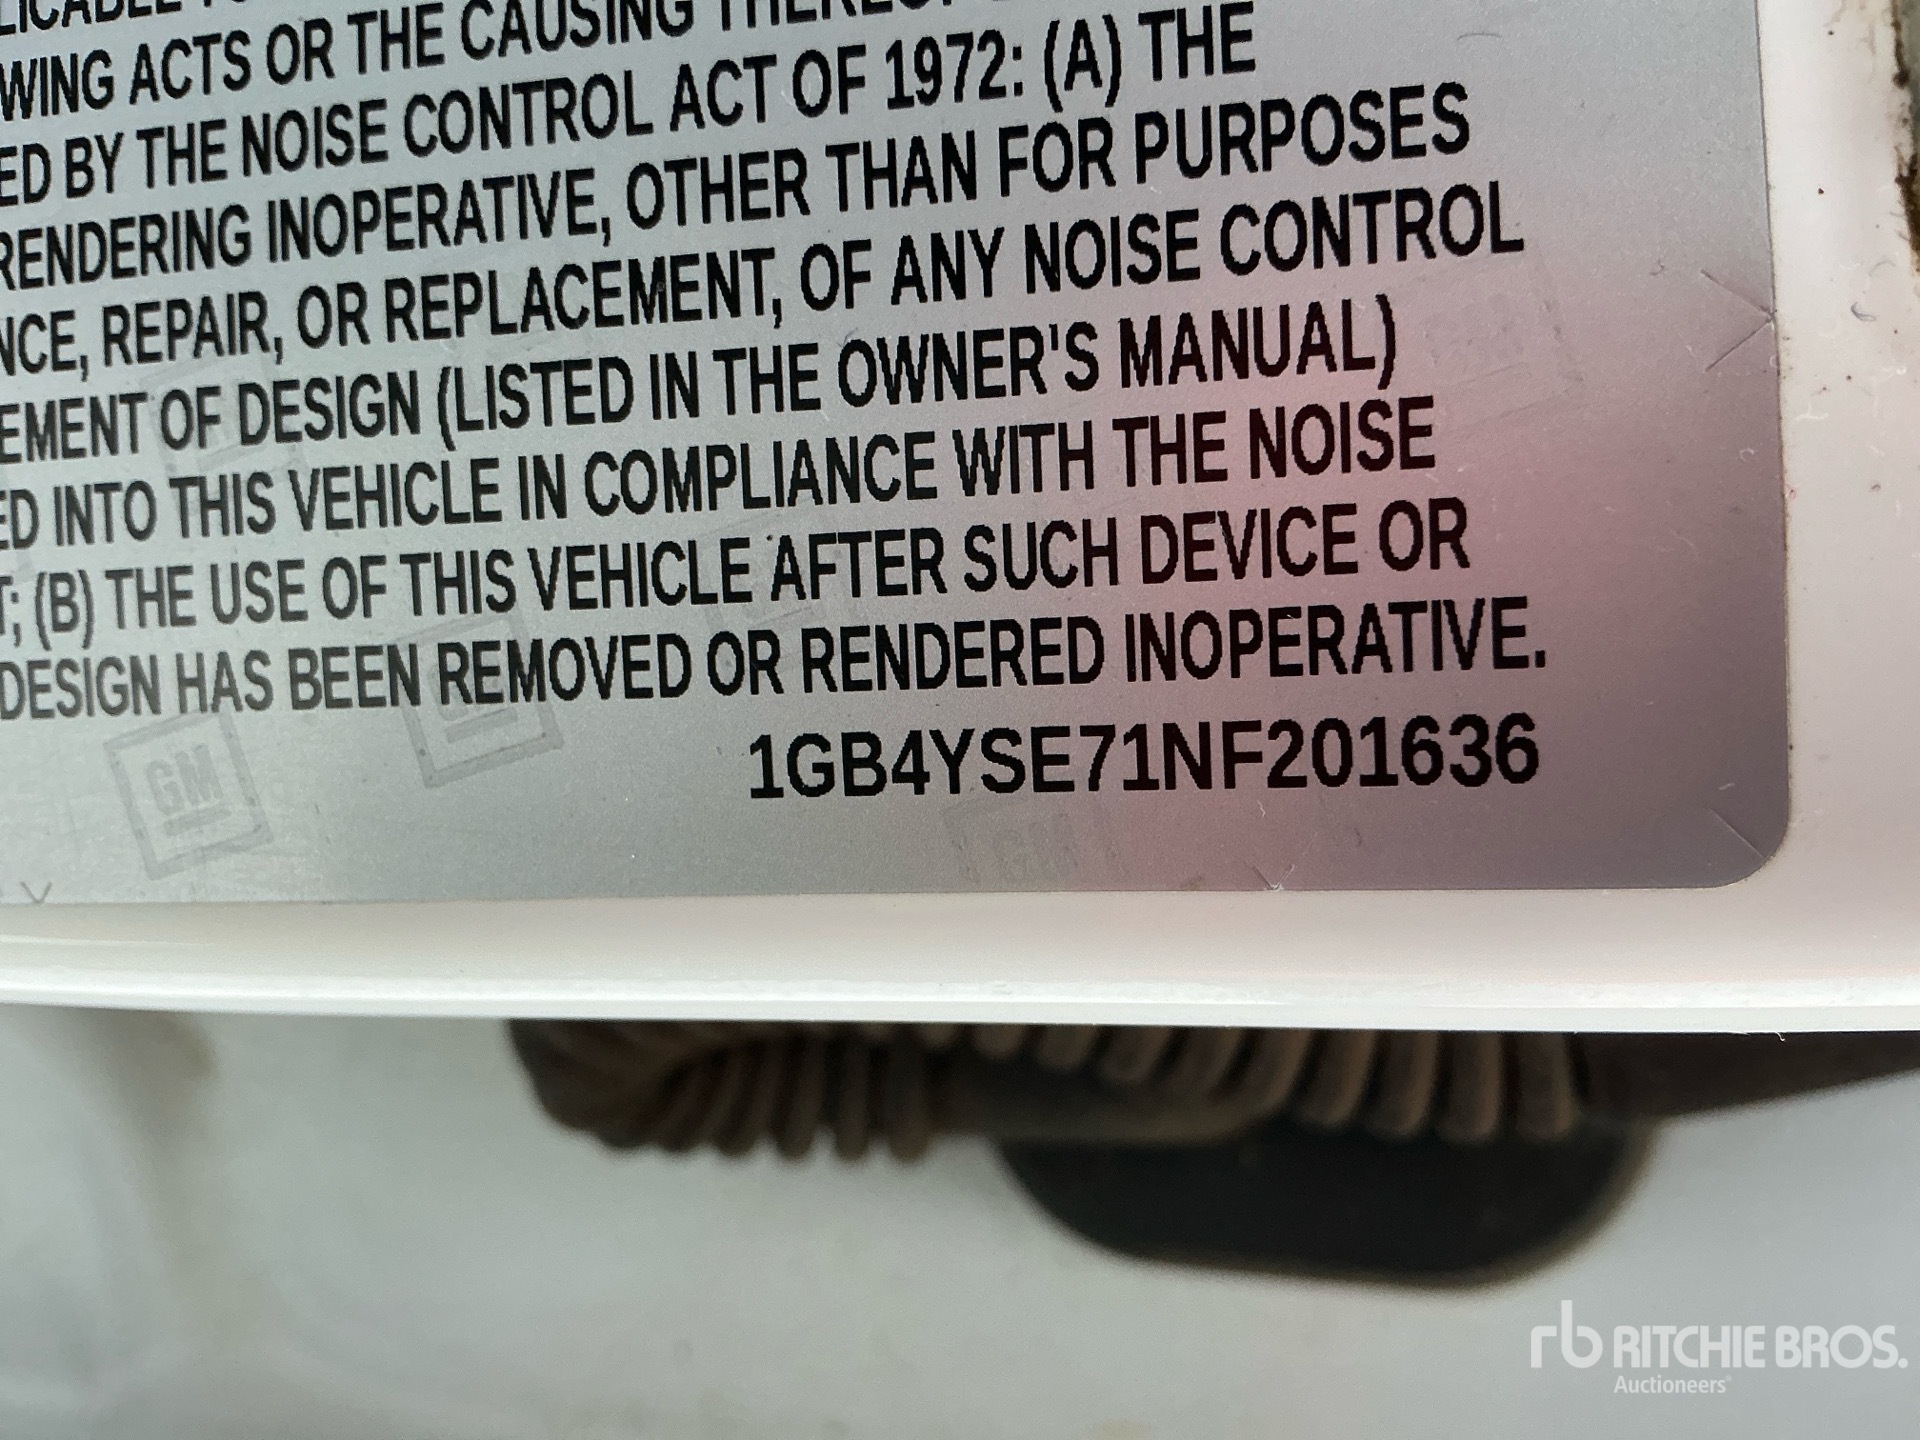 WING ACTS OR THE CAUSING
ED BY THE NOISE CONTROL ACT OF 1972: (A) THE
RENDERING INOPERATIVE, OTHER THAN FOR PURPOSES
NCE, REPAIR, OR REPLACEMENT, OF ANY NOISE CONTROL
EMENT OF DESIGN (LISTED IN THE OWNER'S MANUAL)
ED INTO THIS VEHICLE IN COMPLIANCE WITH THE NOISE
T; (B) THE USE OF THIS VEHICLE AFTER SUCH DEVICE OR
DESIGN HAS BEEN REMOVED OR RENDERED INOPERATIVE.
1GB4YSE71NF201636
GM
GM
rb RITCHIE BROS.
Auctioneers